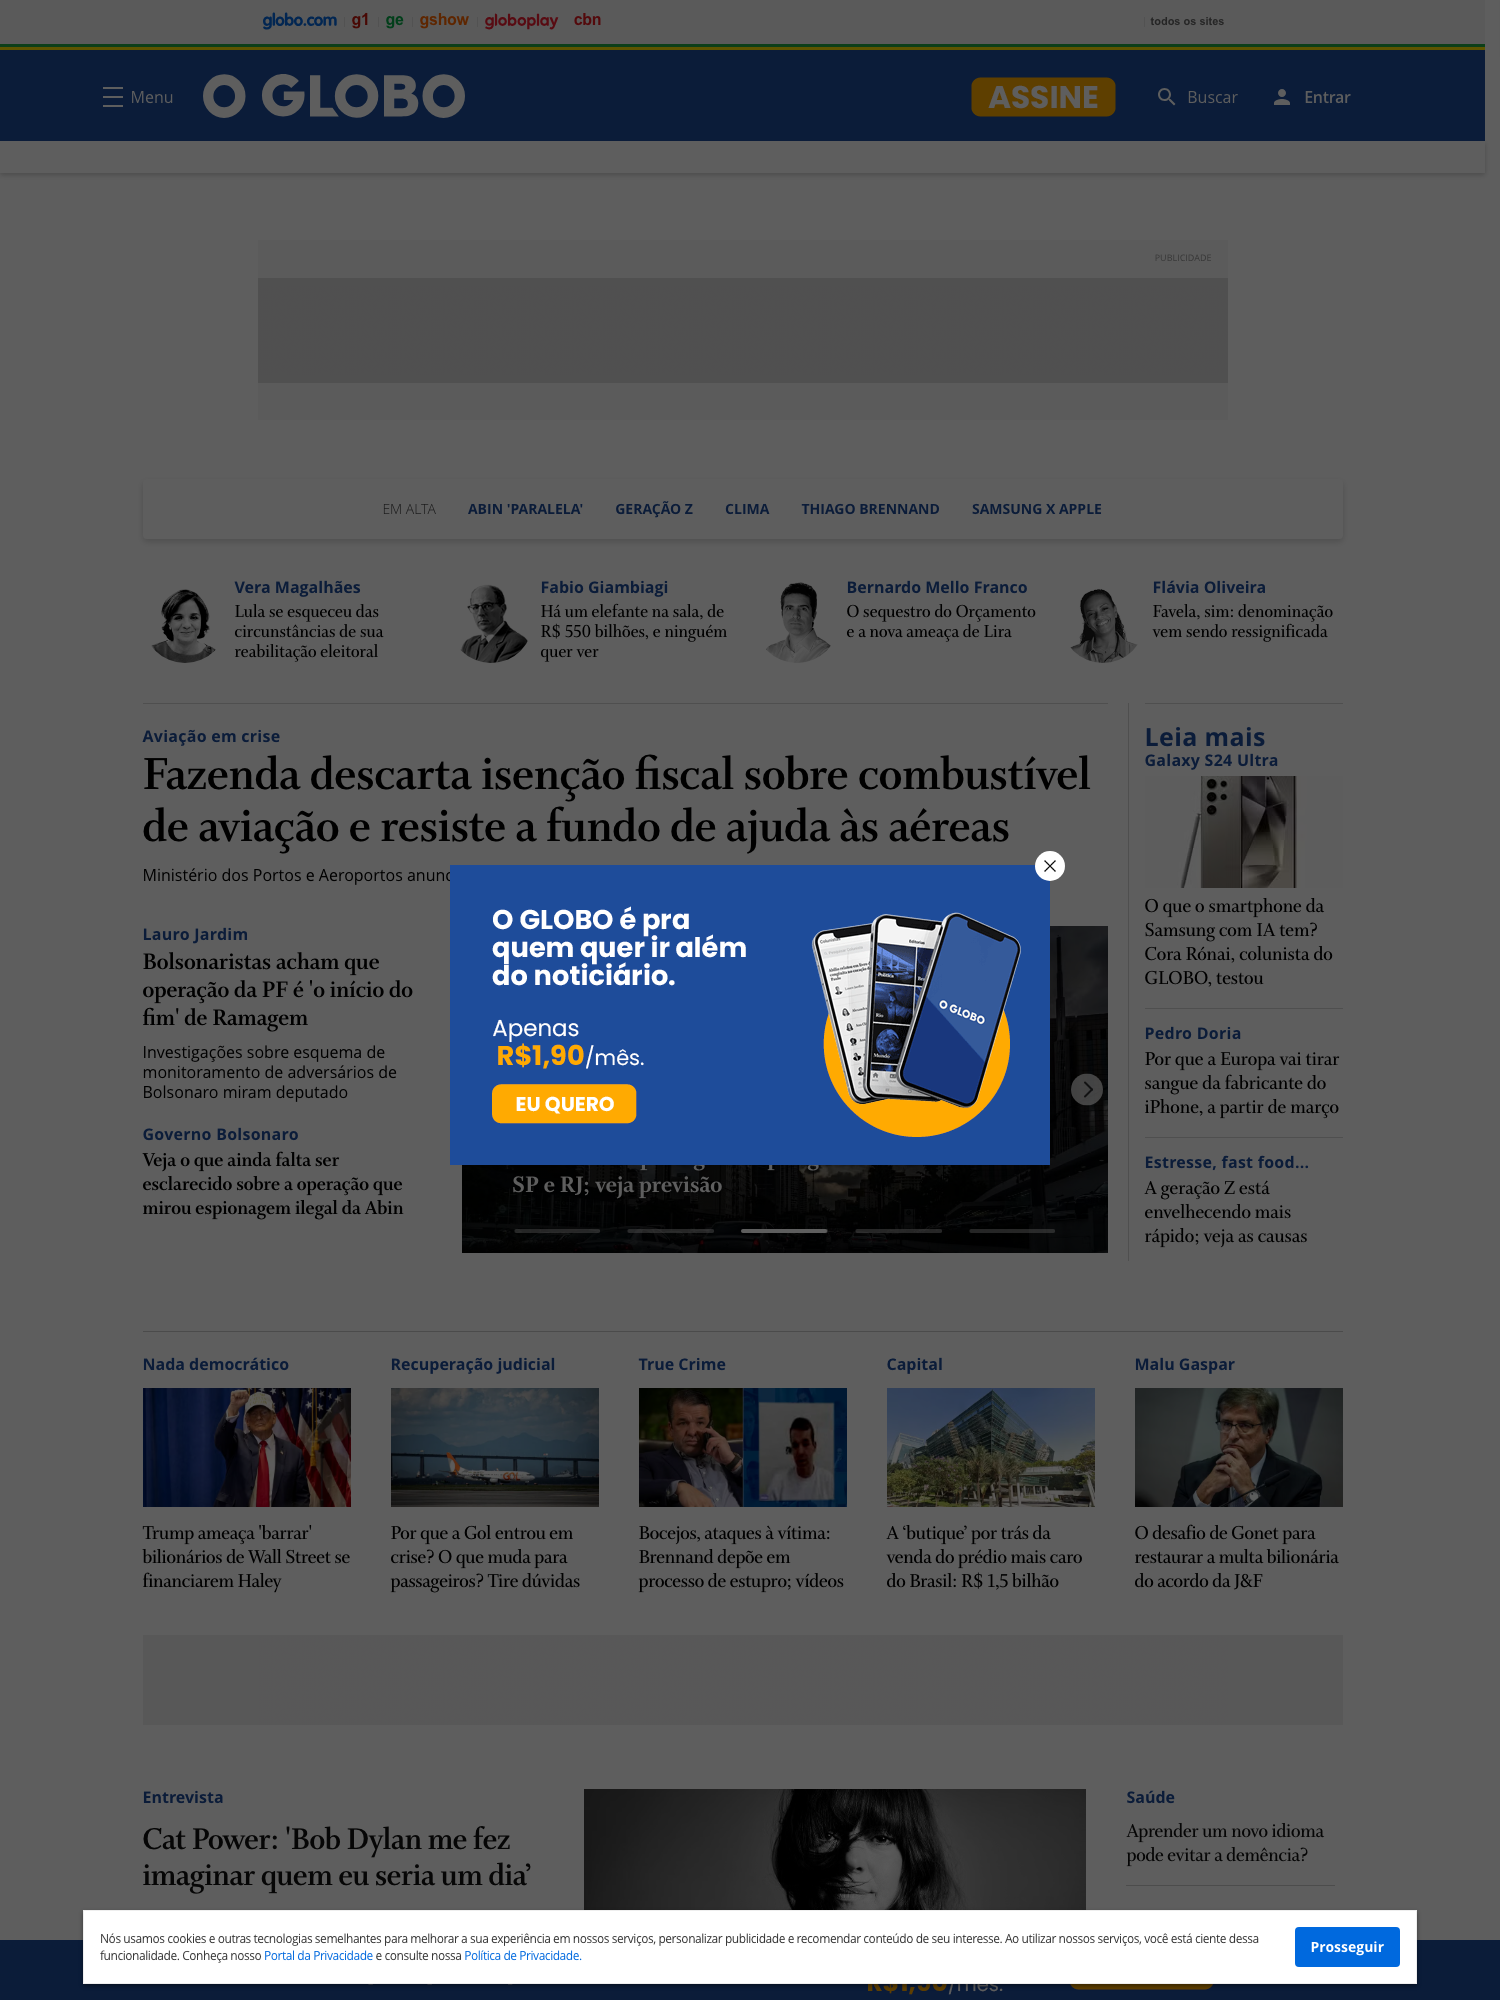 globo.com
g1
ge
gshow
globoplay
cbn
todos os sites
Menu
O GLOBO
ASSINE
Buscar
Entrar
PUBLICIDADE
EM ALTA
ABIN 'PARALELA'
GERAÇÃO Z
CLIMA
THIAGO BRENNAND
SAMSUNG X APPLE
Vera Magalhães
Lula se esqueceu das
circunstâncias de sua
reabilitação eleitoral
Fabio Giambiagi
Há um elefante na sala, de
R$ 550 bilhões, e ninguém
quer ver
Bernardo Mello Franco
O sequestro do Orçamento
e a nova ameaça de Lira
Flávia Oliveira
Favela, sim: denominação
vem sendo ressignificada
Aviação em crise
Fazenda descarta isenção fiscal sobre combustível
de aviação e resiste a fundo de ajuda às aéreas
Ministério dos Portos e Aeroportos
Lauro Jardim
Bolsonaristas acham que
operação da PF é 'o início do
fim' de Ramagem
Investigações sobre esquema de
monitoramento de adversários de
Bolsonaro miram deputado
Governo Bolsonaro
Veja o que ainda falta ser
esclarecido sobre a operação que
mirou espionagem ilegal da Abin
O GLOBO é pra
quem quer ir além
do noticiário.
Apenas
R$1,90/mês.
EU QUERO
Editorias
Política
Rio
Mundo
O GLOBO
SP e RJ; veja previsão
Leia mais
Galaxy S24 Ultra
O que o smartphone da
Samsung com IA tem?
Cora Rónai, colunista do
GLOBO, testou
Pedro Doria
Por que a Europa vai tirar
sangue da fabricante do
iPhone, a partir de março
Estresse, fast food...
A geração Z está
envelhecendo mais
rápido; veja as causas
Nada democrático
Trump ameaça 'barrar'
bilionários de Wall Street se
financiarem Haley
Recuperação judicial
Por que a Gol entrou em
crise? O que muda para
passageiros? Tire dúvidas
True Crime
Bocejos, ataques à vítima:
Brennand depõe em
processo de estupro; vídeos
Capital
A ‘butique’ por trás da
venda do prédio mais caro
do Brasil: R$ 1,5 bilhão
Malu Gaspar
O desafio de Gonet para
restaurar a multa bilionária
do acordo da J&F
Entrevista
Cat Power: 'Bob Dylan me fez
imaginar quem eu seria um dia’
Saúde
Aprender um novo idioma
pode evitar a demência?
Nós usamos cookies e outras tecnologias semelhantes para melhorar a sua experiência em nossos serviços, personalizar publicidade e recomendar conteúdo de seu interesse. Ao utilizar nossos serviços, você está ciente dessa
funcionalidade. Conheça nosso Portal da Privacidade e consulte nossa Política de Privacidade.
Prosseguir
R$1,90/mês.